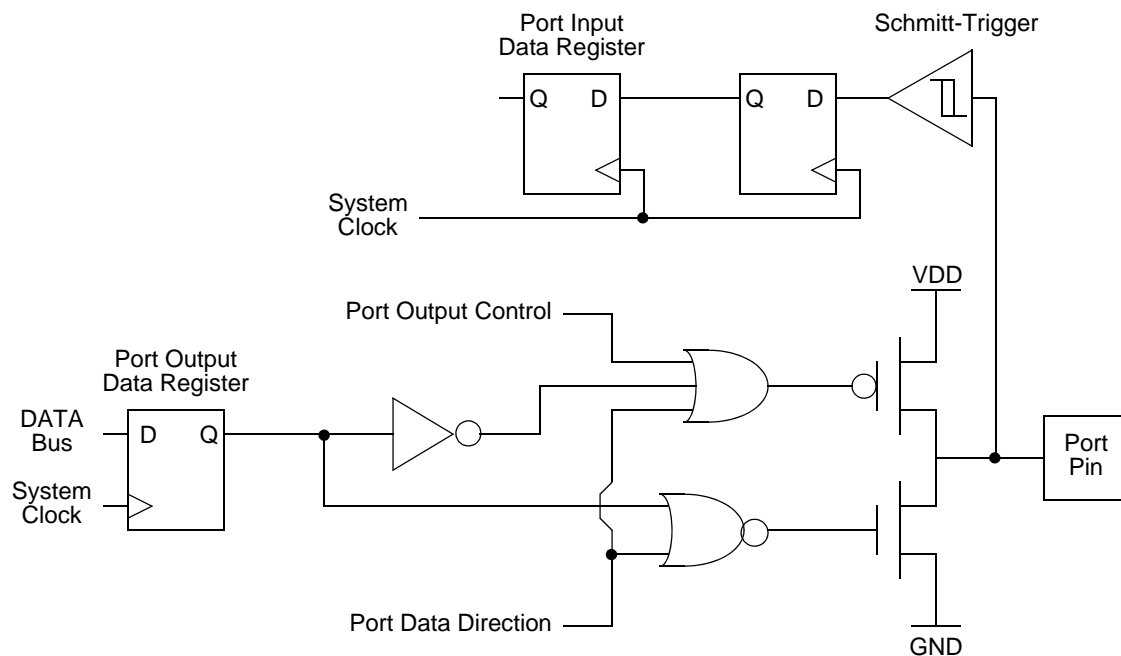 Port Input
Data Register
Schmitt-Trigger
Q D
Q D
System
Clock
VDD
Port Output Control
Port Output
Data Register
DATA
Bus
D Q
System
Clock
Port
Pin
Port Data Direction
GND